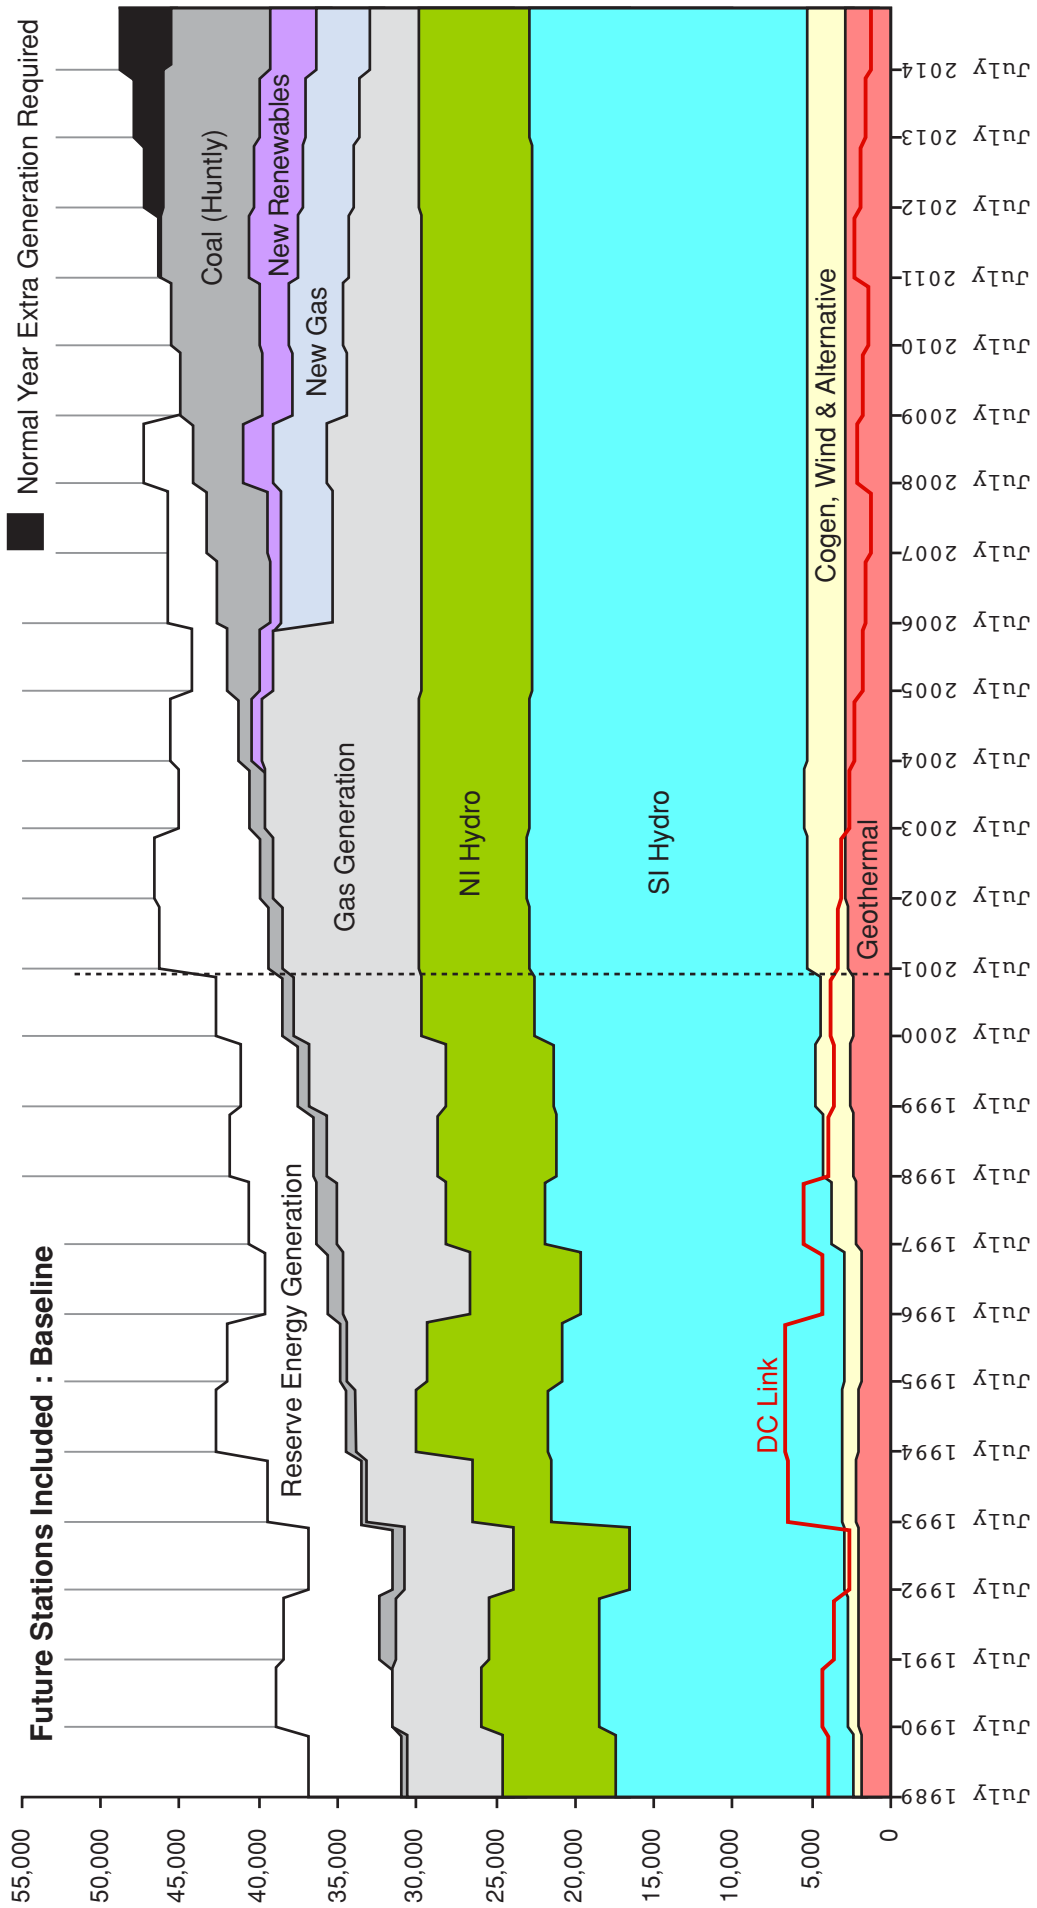 Normal Year Extra Generation Required
Future Stations Included : Baseline
55,000
50,000
45,000
40,000
35,000
30,000
25,000
20,000
15,000
10,000
5,000
0
Reserve Energy Generation
Coal (Huntly)
New Renewables
New Gas
Gas Generation
NI Hydro
SI Hydro
DC Link
Cogen, Wind & Alternative
Geothermal
July 1989
July 1990
July 1991
July 1992
July 1993
July 1994
July 1995
July 1996
July 1997
July 1998
July 1999
July 2000
July 2001
July 2002
July 2003
July 2004
July 2005
July 2006
July 2007
July 2008
July 2009
July 2010
July 2011
July 2012
July 2013
July 2014